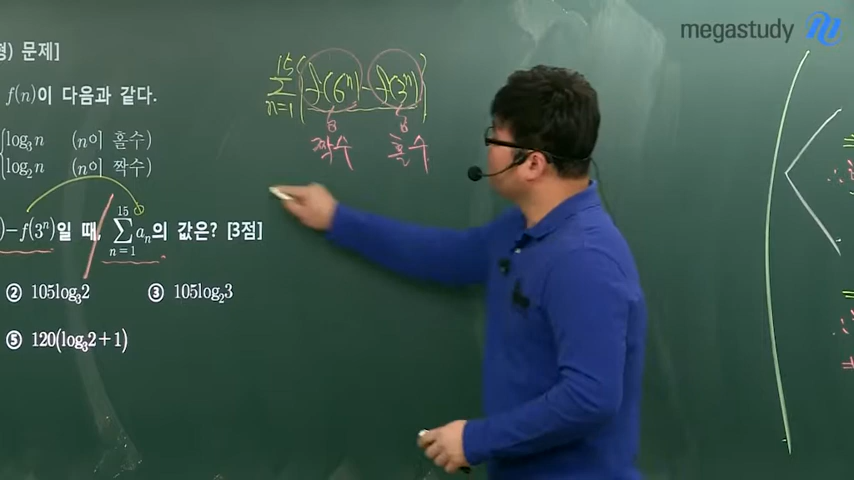 megastudy
형) 문제]
f(n)이 다음과 같다.
log₃n (n이 홀수)
log₂n (n이 짝수)
)−f(3ⁿ)일 때, 15 ∑ n=1 aₙ의 값은? [3점]
② 105log₃2 ③ 105log₂3
⑤ 120(log₃2+1)
15 Σ n=1 {f(6ⁿ)−f(3ⁿ)}
짝수 홀수